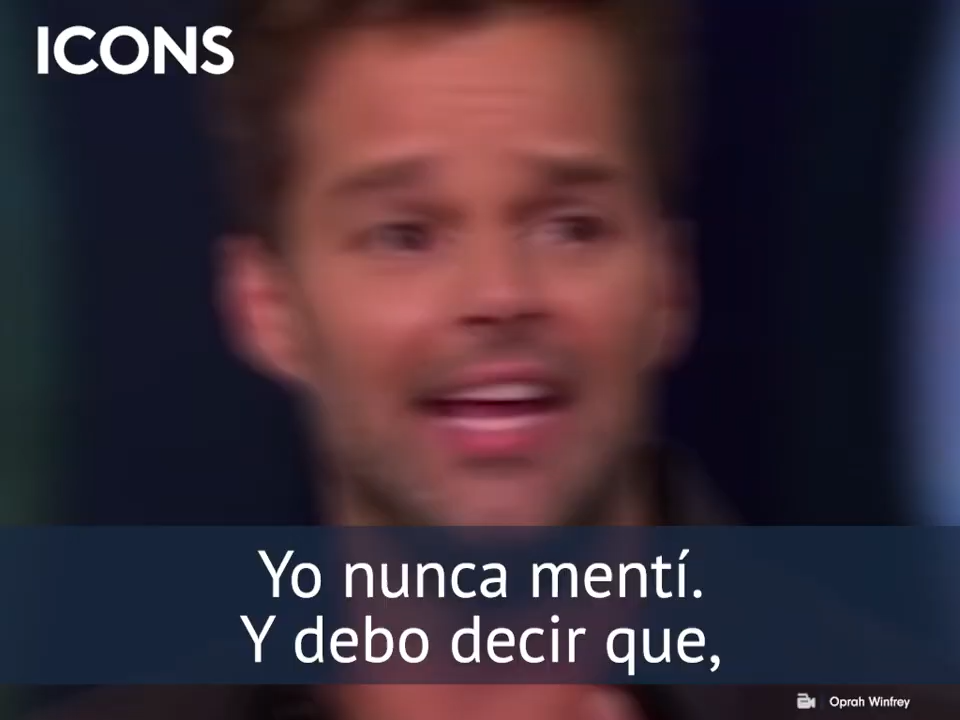 ICONS
Yo nunca mentí.
Y debo decir que,
Oprah Winfrey